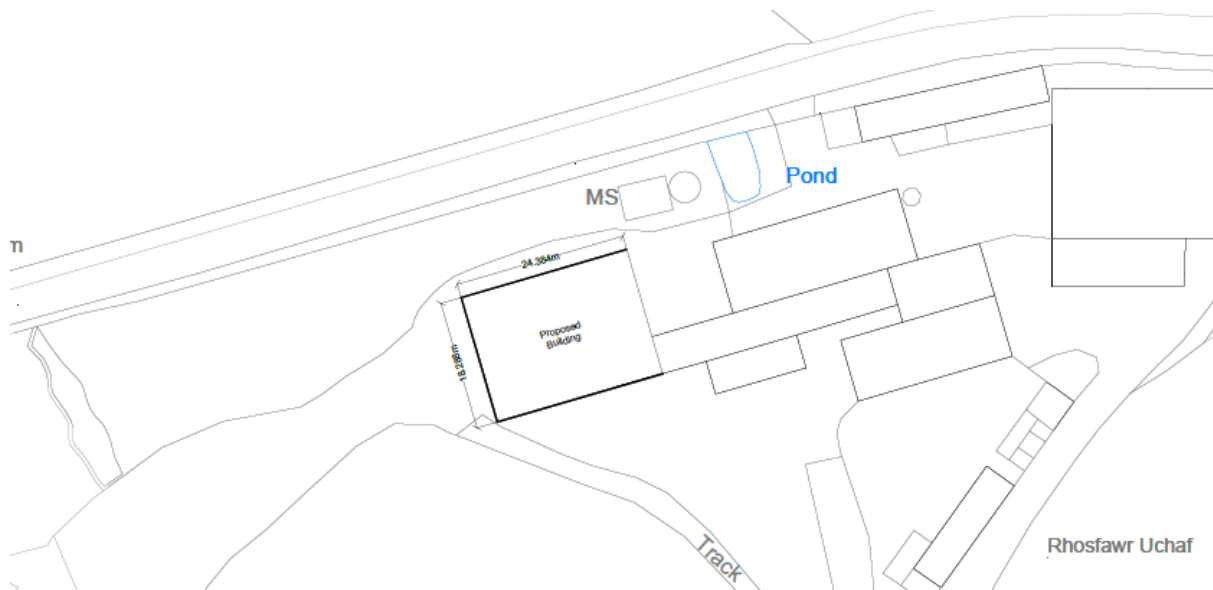 Pond
MS
m
24.384m
Proposed
Building
18.288m
Track
Rhosfawr Uchaf